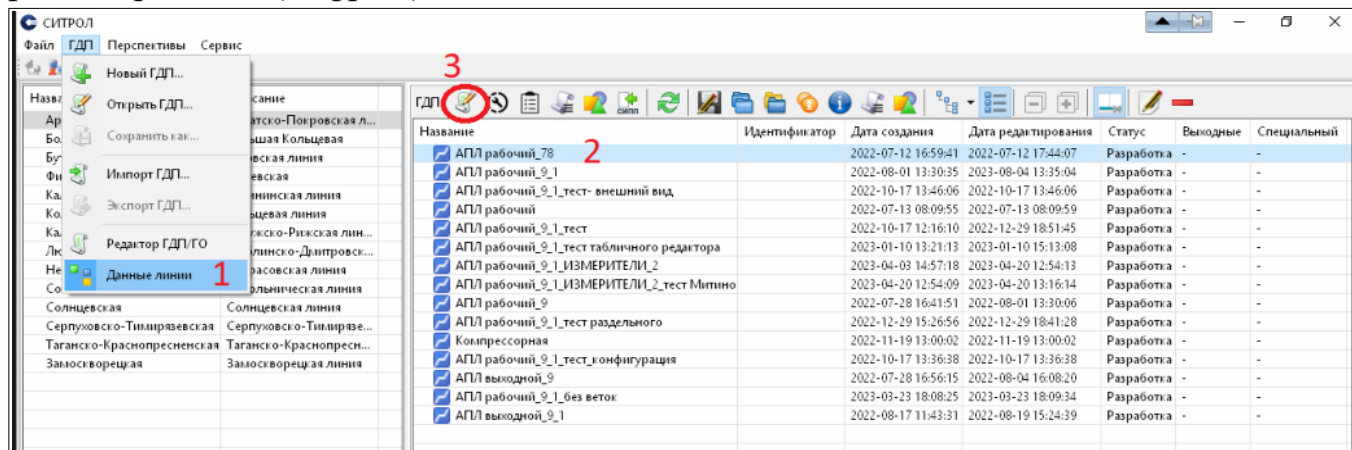 СИТРОЛ
Файл ГДП Перспективы Сервис
Новый ГДП...
Открыть ГДП...
Сохранить как...
Импорт ГДП...
Экспорт ГДП...
Редактор ГДП/ГО
Данные линии 1
Солнцевская Солнцевская линия
Серпуховско-Тимирязевская Серпуховско-Тимирязе...
Таганско-Краснопресненская Таганско-Краснопресн...
Замоскворецкая Замоскворецкая линия
3
ГДП
Название Идентификатор Дата создания Дата редактирования Статус Выходные Специальный
АПЛ рабочий_78 2 2022-07-12 16:59:41 2022-07-12 17:44:07 Разработка - -
АПЛ рабочий_9_1 2022-08-01 13:30:35 2023-08-04 13:35:04 Разработка - -
АПЛ рабочий_9_1_тест- внешний вид 2022-10-17 13:46:06 2022-10-17 13:46:06 Разработка - -
АПЛ рабочий 2022-07-13 08:09:55 2022-07-13 08:09:59 Разработка - -
АПЛ рабочий_9_1_тест 2022-10-17 12:16:10 2022-12-29 18:51:45 Разработка - -
АПЛ рабочий_9_1_тест табличного редактора 2023-01-10 13:21:13 2023-01-10 15:13:08 Разработка - -
АПЛ рабочий_9_1_ИЗМЕРИТЕЛИ_2 2023-04-03 14:57:18 2023-04-20 12:54:13 Разработка - -
АПЛ рабочий_9_1_ИЗМЕРИТЕЛИ_2_тест Митино 2023-04-20 12:54:09 2023-04-20 13:16:14 Разработка - -
АПЛ рабочий_9 2022-07-28 16:41:51 2022-08-01 13:30:06 Разработка - -
АПЛ рабочий_9_1_тест раздельного 2022-12-29 15:26:56 2022-12-29 18:41:28 Разработка - -
Компрессорная 2022-11-19 13:00:02 2022-11-19 13:00:02 Разработка - -
АПЛ рабочий_9_1_тест_конфигурация 2022-10-17 13:36:38 2022-10-17 13:36:38 Разработка - -
АПЛ выходной_9 2022-07-28 16:56:15 2022-08-04 16:08:20 Разработка - -
АПЛ рабочий_9_1_без веток 2023-03-23 18:08:25 2023-03-23 18:09:34 Разработка - -
АПЛ выходной_9_1 2022-08-17 11:43:31 2022-08-19 15:24:39 Разработка - -